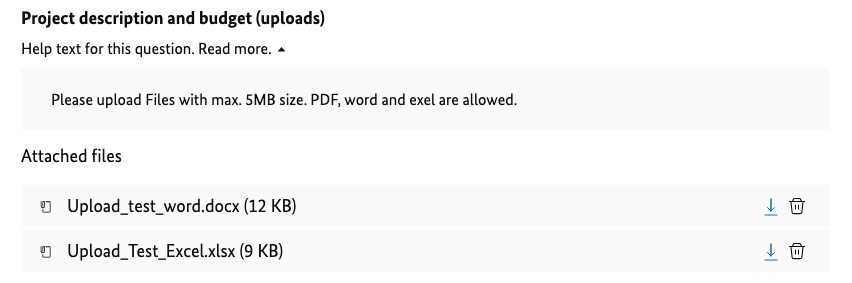 Project description and budget (uploads)
Help text for this question. Read more.
Please upload Files with max. 5MB size. PDF, word and exel are allowed.
Attached files
Upload_test_word.docx (12 KB)
Upload_Test_Excel.xlsx (9 KB)